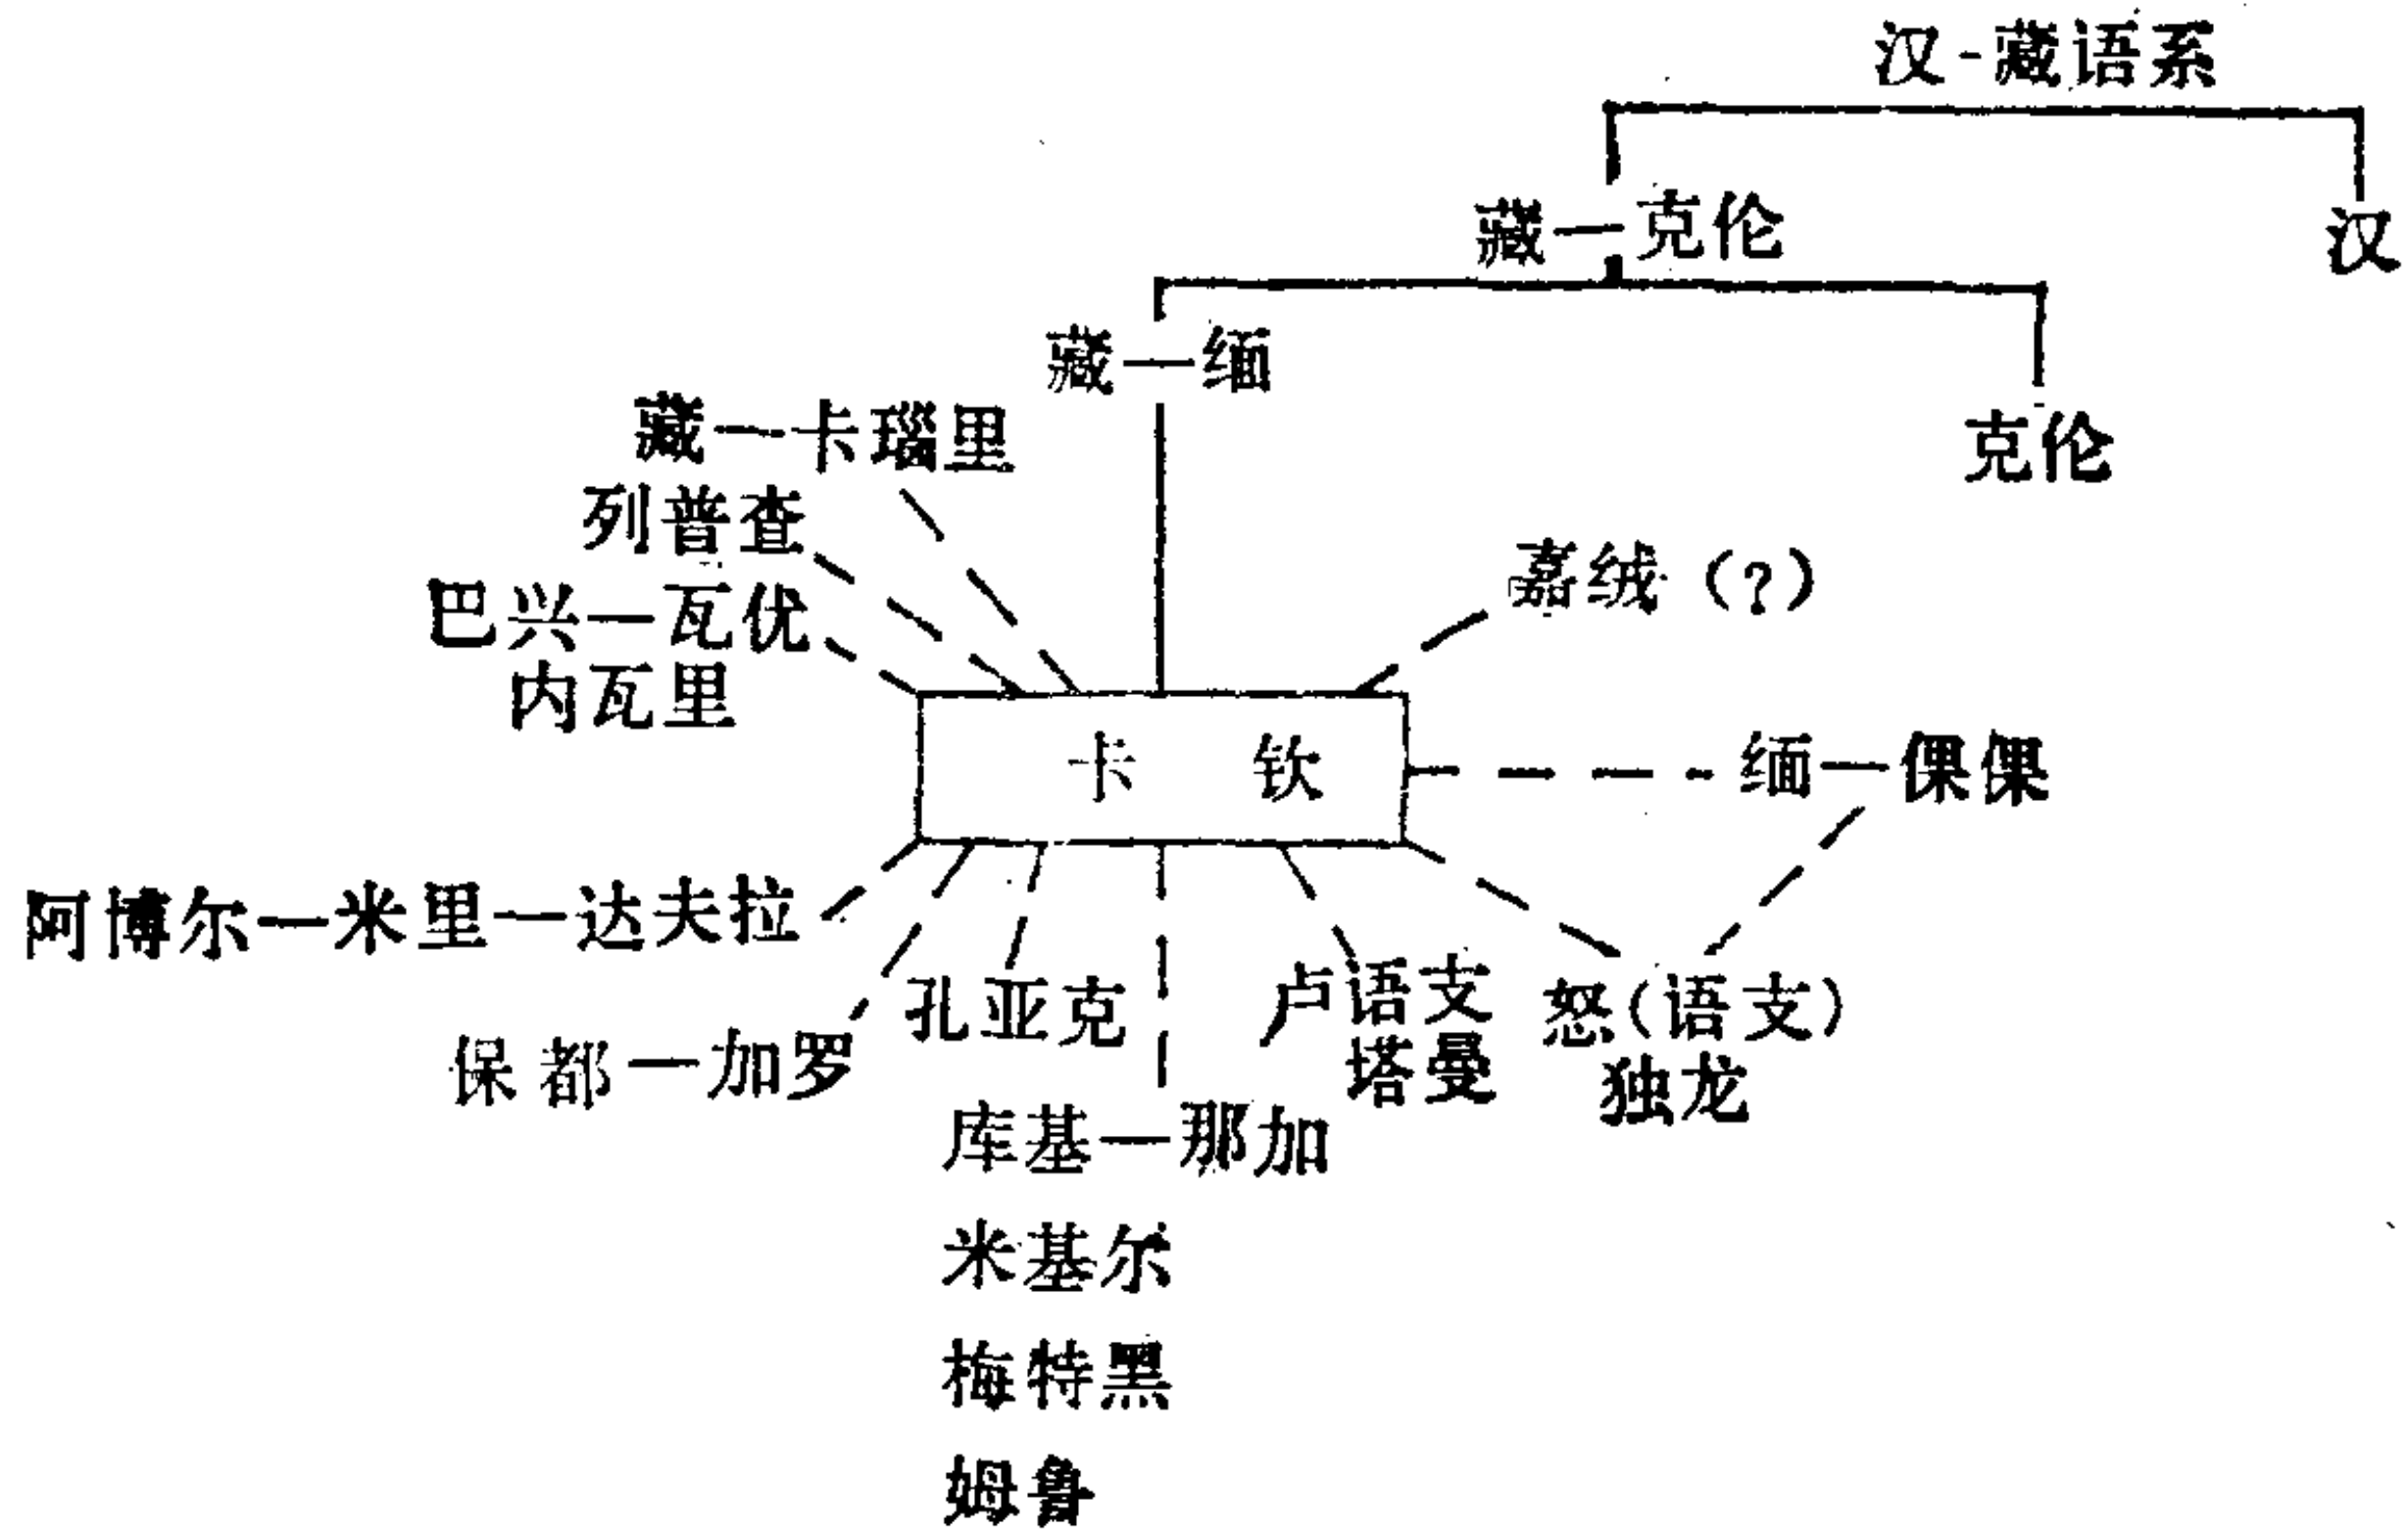 汉-藏语系
藏—克伦
汉
藏—缅
藏—卡瑙里
克伦
列普查
嘉绒（?）
巴兴—瓦优
内瓦里
卡 钦
缅—倮倮
阿博尔—米里—达夫拉
孔亚克
卢语支
塔曼
怒(语支)
独龙
保都—加罗
库基—那加
米基尔
梅特黑
姆鲁